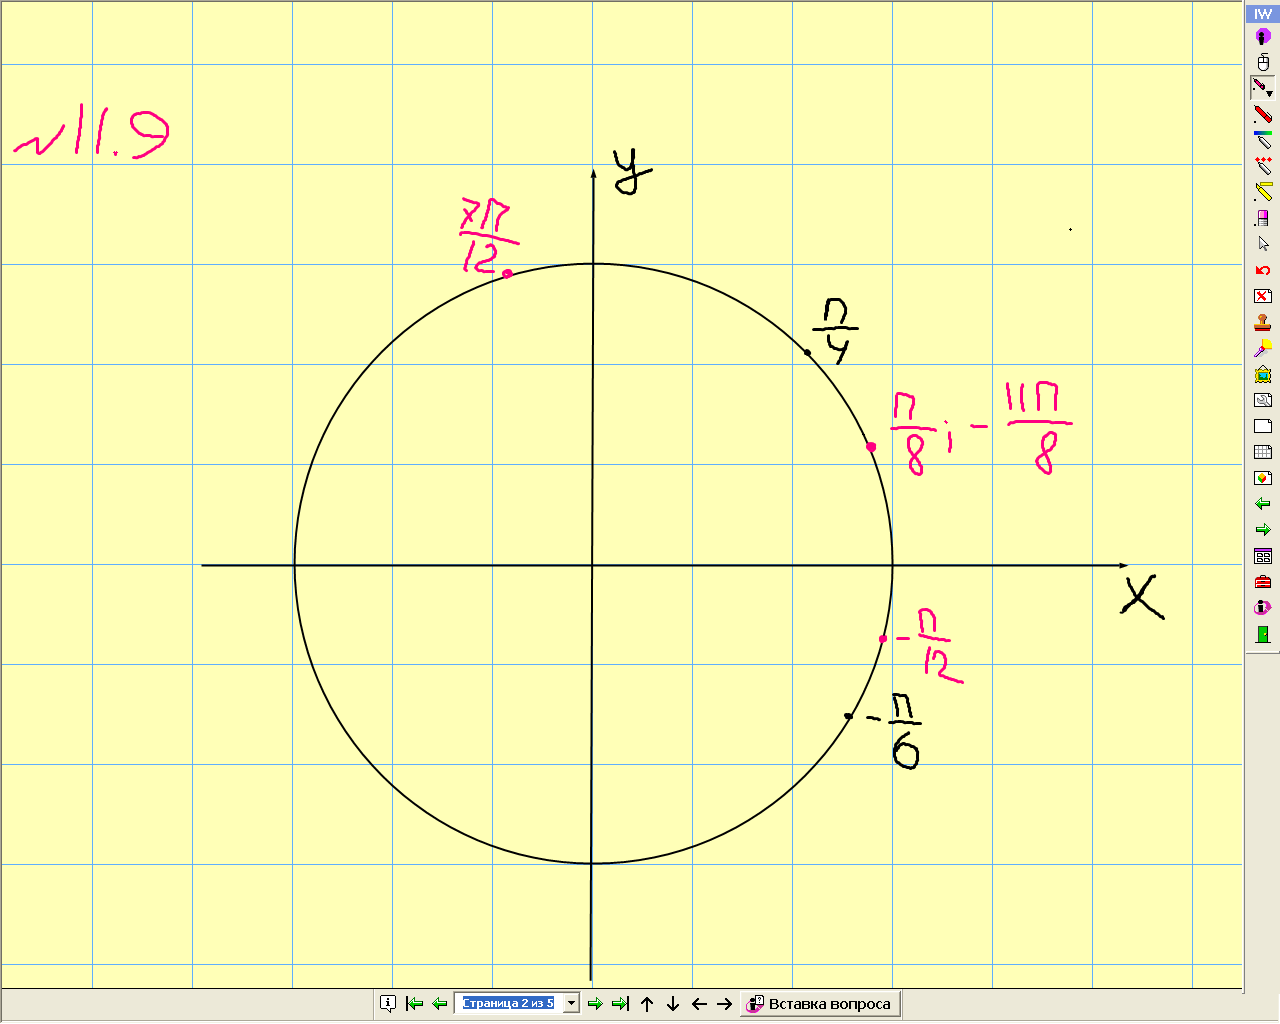 IW
№11.9
y
7π/12
π/4
π/8; -11π/8
x
-π/12
-π/6
Страница 2 из 5
Вставка вопроса